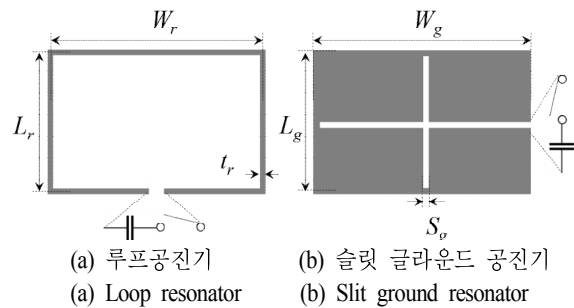 W_r W_g
L_r L_g
t_r
S_g
(a) 루프공진기 (b) 슬릿 글라운드 공진기
(a) Loop resonator (b) Slit ground resonator